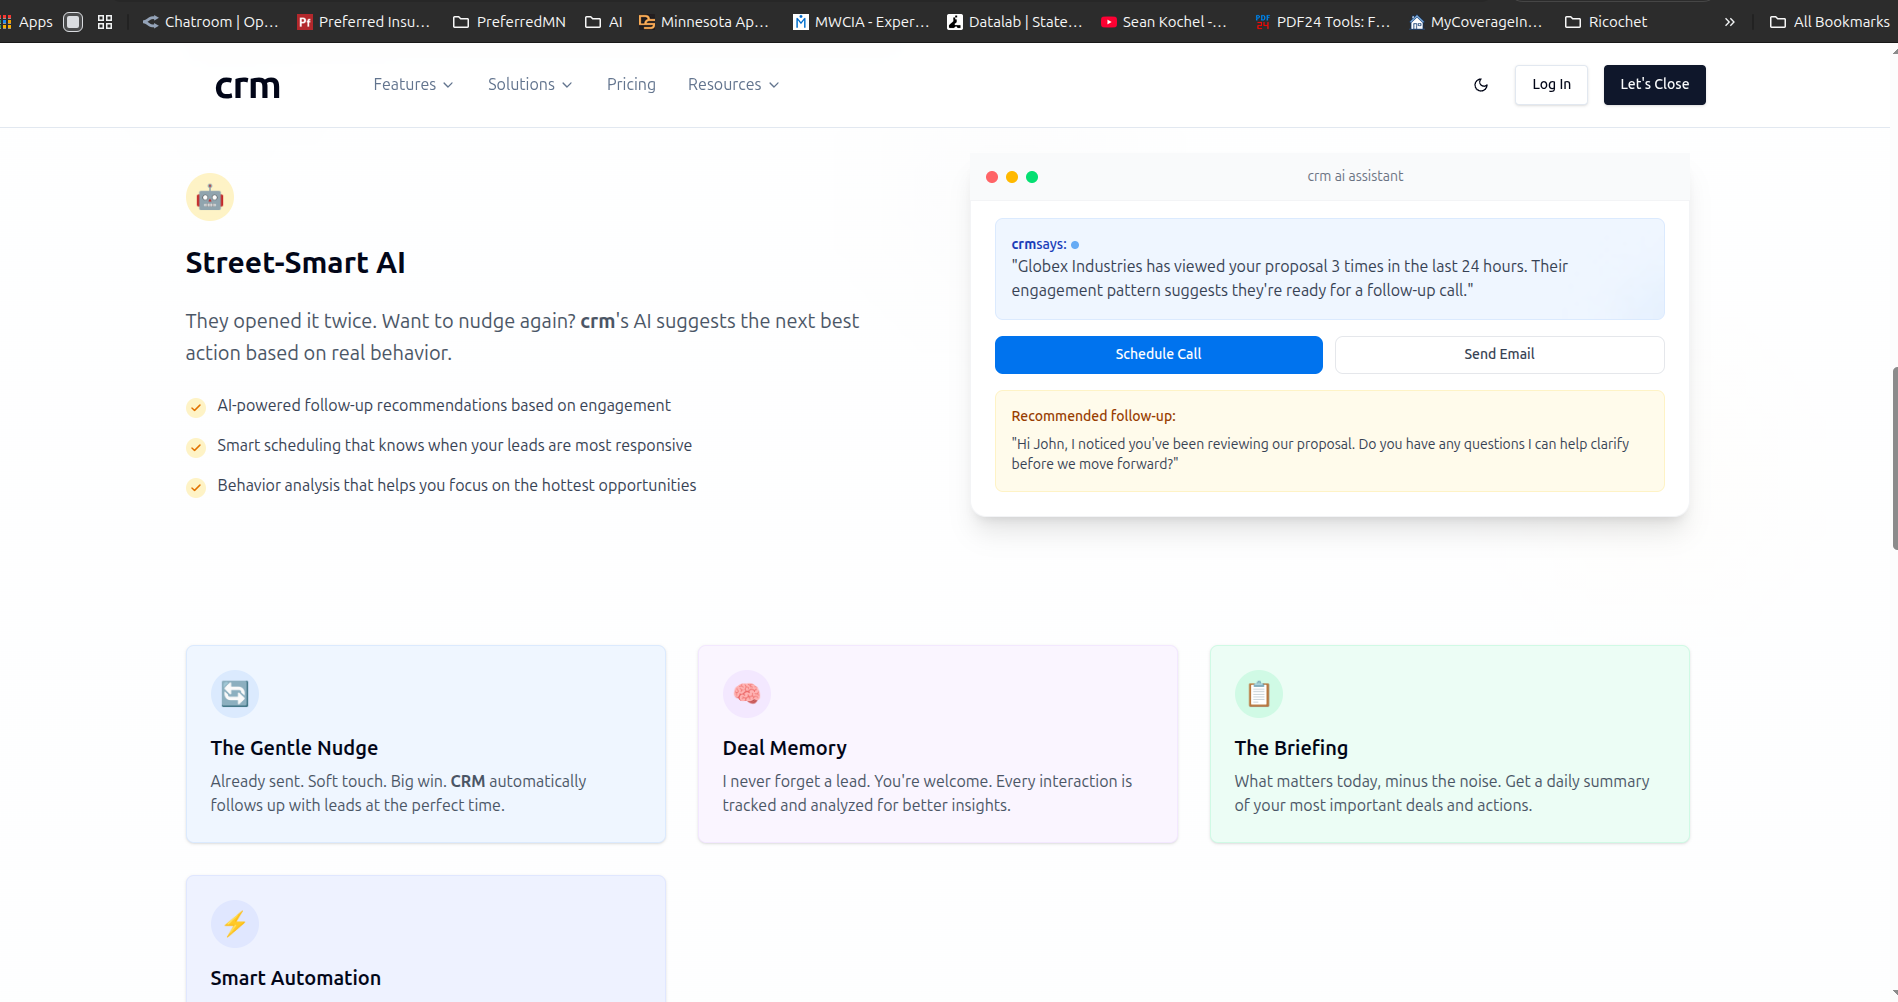 Apps
Chatroom | Op...
Preferred Insu...
PreferredMN
AI
Minnesota Ap...
MWCIA - Exper...
Datalab | State...
Sean Kochel -...
PDF24 Tools: F...
MyCoverageIn...
Ricochet
»
All Bookmarks
crm
Features
Solutions
Pricing
Resources
Log In
Let's Close
Street-Smart AI
They opened it twice. Want to nudge again? crm's AI suggests the next best
action based on real behavior.
AI-powered follow-up recommendations based on engagement
Smart scheduling that knows when your leads are most responsive
Behavior analysis that helps you focus on the hottest opportunities
crm ai assistant
crmsays:
"Globex Industries has viewed your proposal 3 times in the last 24 hours. Their
engagement pattern suggests they're ready for a follow-up call."
Schedule Call
Send Email
Recommended follow-up:
"Hi John, I noticed you've been reviewing our proposal. Do you have any questions I can help clarify
before we move forward?"
The Gentle Nudge
Already sent. Soft touch. Big win. CRM automatically
follows up with leads at the perfect time.
Deal Memory
I never forget a lead. You're welcome. Every interaction is
tracked and analyzed for better insights.
The Briefing
What matters today, minus the noise. Get a daily summary
of your most important deals and actions.
Smart Automation